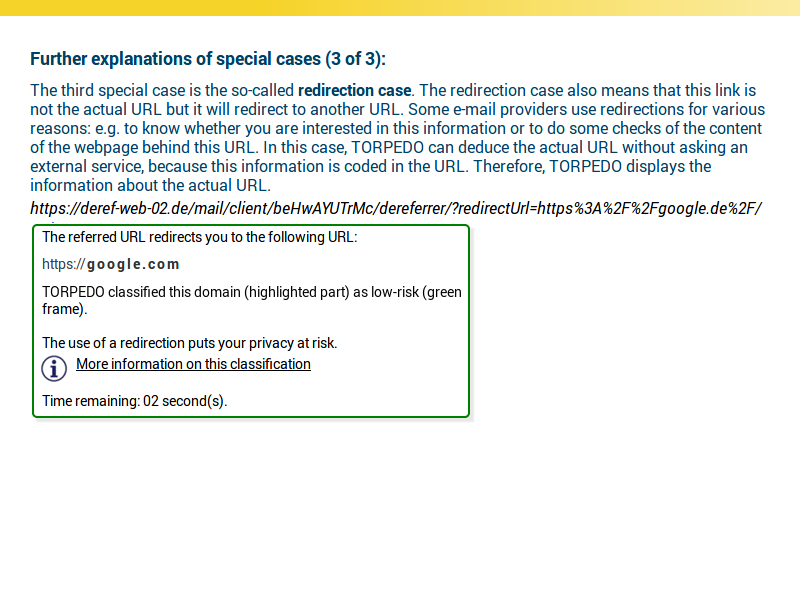 Further explanations of special cases (3 of 3):
The third special case is the so-called redirection case. The redirection case also means that this link is
not the actual URL but it will redirect to another URL. Some e-mail providers use redirections for various
reasons: e.g. to know whether you are interested in this information or to do some checks of the content
of the webpage behind this URL. In this case, TORPEDO can deduce the actual URL without asking an
external service, because this information is coded in the URL. Therefore, TORPEDO displays the
information about the actual URL.
https://deref-web-02.de/mail/client/beHwAYUTrMc/dereferrer/?redirectUrl=https%3A%2F%2Fgoogle.de%2F/
The referred URL redirects you to the following URL:
https://google.com
TORPEDO classified this domain (highlighted part) as low-risk (green
frame).
The use of a redirection puts your privacy at risk.
More information on this classification
Time remaining: 02 second(s).